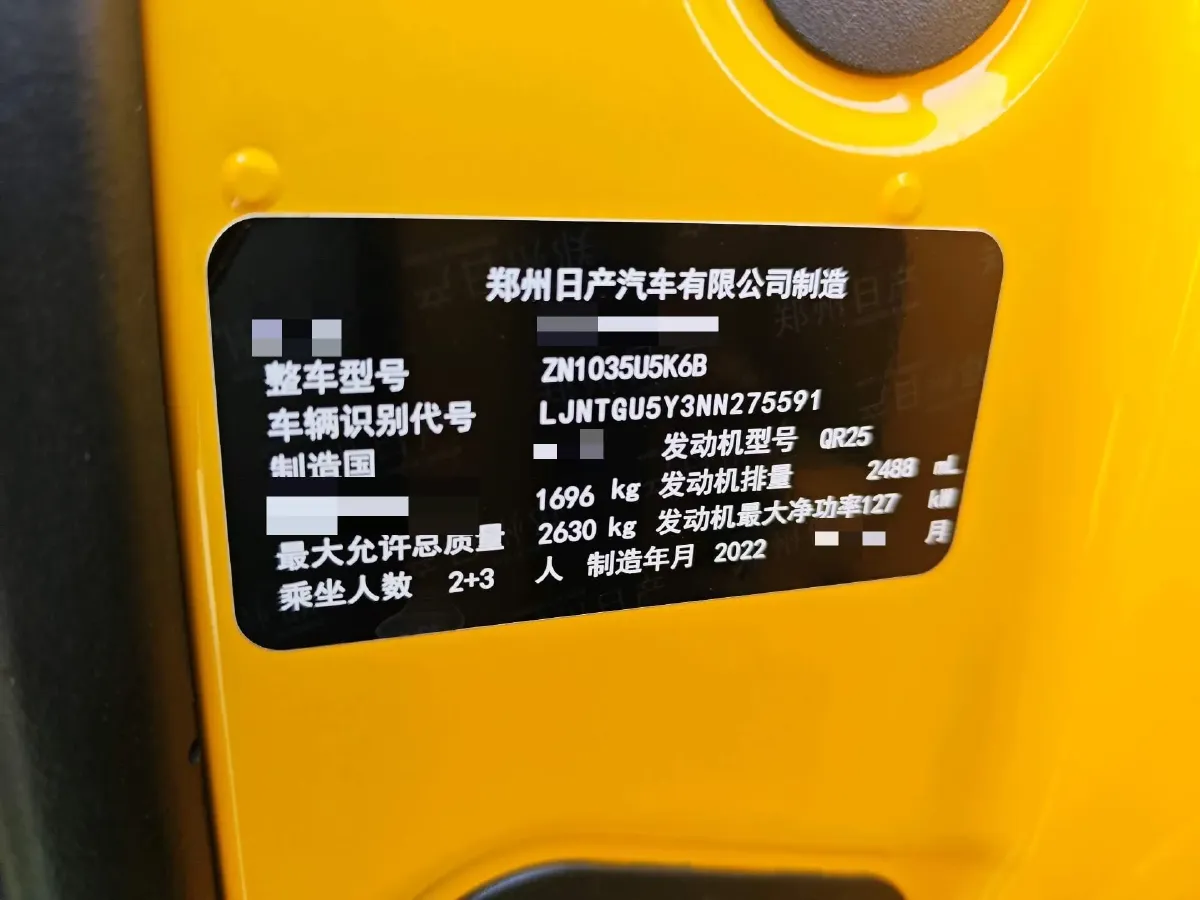 郑州日产汽车有限公司制造
整车型号 ZN1035U5K6B
车辆识别代号 LJNTGU5Y3NN275591
制造国 发动机型号 QR25
1696 kg 发动机排量 2488 mL
最大允许总质量 2630 kg 发动机最大净功率127 kW
乘坐人数 2+3 人 制造年月 2022 月